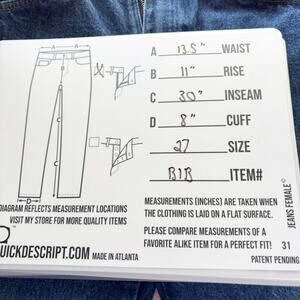 A 13.5" WAIST
B 11" RISE
C 30" INSEAM
D 8" CUFF
27 SIZE
B1B ITEM#
A
B
C
D
DIAGRAM REFLECTS MEASUREMENT LOCATIONS
VISIT MY STORE FOR MORE QUALITY ITEMS
UICKDESCRIPT.COM
MADE IN ATLANTA
MEASUREMENTS (INCHES) ARE TAKEN WHEN
THE CLOTHING IS LAID ON A FLAT SURFACE.
PLEASE COMPARE MEASUREMENTS OF A
FAVORITE ALIKE ITEM FOR A PERFECT FIT! 31
PATENT PENDING
JEANS FEMALE©